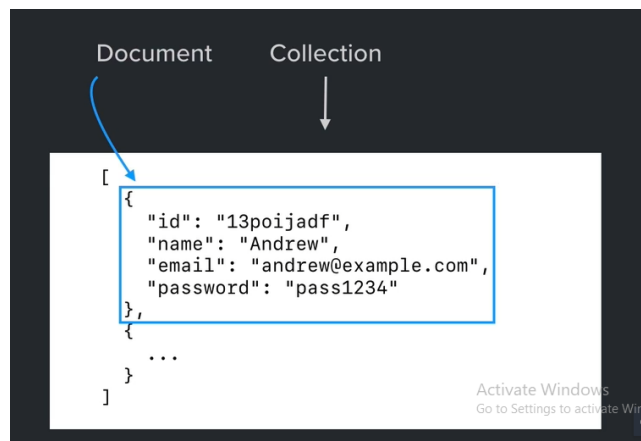 Document Collection
[
{
"id": "13poijadf",
"name": "Andrew",
"email": "andrew@example.com",
"password": "pass1234"
},
{
...
}
]
Activate Windows
Go to Settings to activate